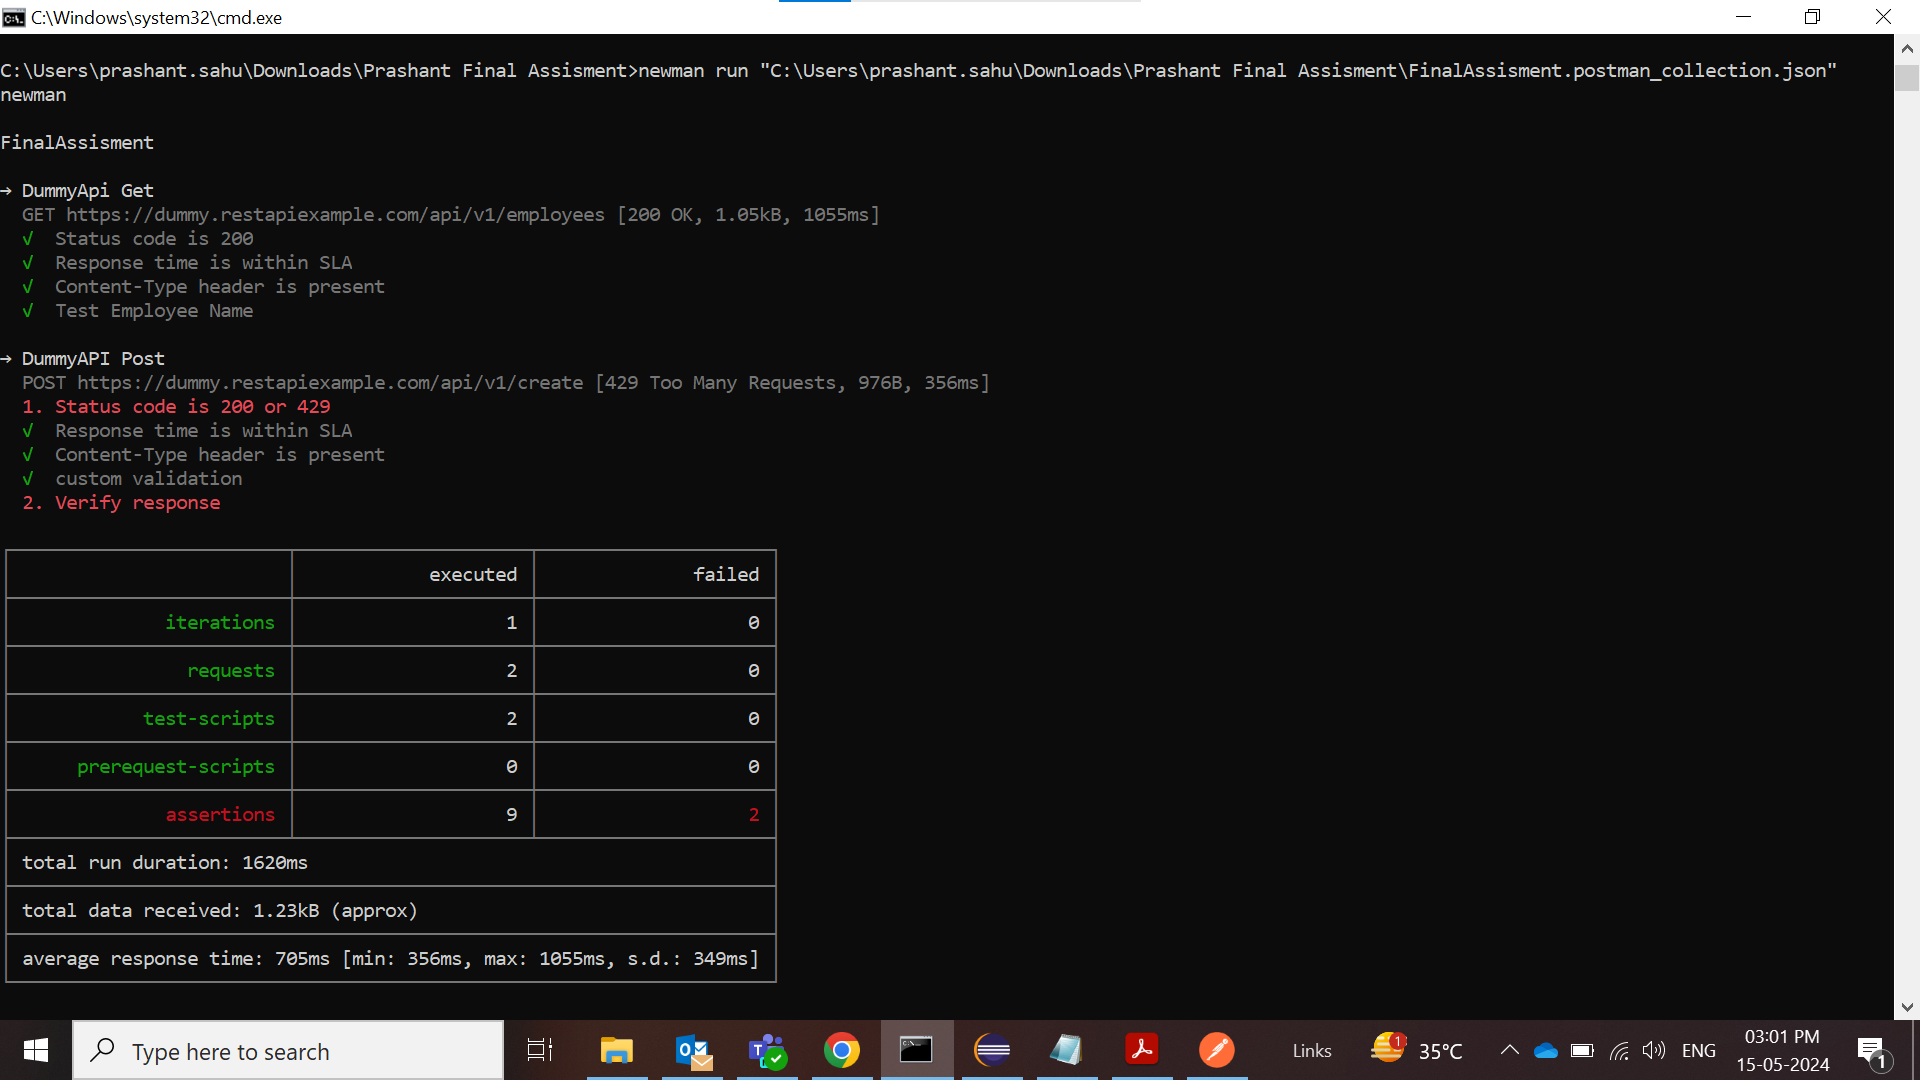 C:\Windows\system32\cmd.exe
C:\Users\prashant.sahu\Downloads\Prashant Final Assisment>newman run "C:\Users\prashant.sahu\Downloads\Prashant Final Assisment\FinalAssisment.postman_collection.json"
newman
FinalAssisment
→ DummyApi Get
GET https://dummy.restapiexample.com/api/v1/employees [200 OK, 1.05kB, 1055ms]
√ Status code is 200
√ Response time is within SLA
√ Content-Type header is present
√ Test Employee Name
→ DummyAPI Post
POST https://dummy.restapiexample.com/api/v1/create [429 Too Many Requests, 976B, 356ms]
1. Status code is 200 or 429
√ Response time is within SLA
√ Content-Type header is present
√ custom validation
2. Verify response
executed failed
iterations 1 0
requests 2 0
test-scripts 2 0
prerequest-scripts 0 0
assertions 9 2
total run duration: 1620ms
total data received: 1.23kB (approx)
average response time: 705ms [min: 356ms, max: 1055ms, s.d.: 349ms]
Type here to search
Links
1
35°C
ENG
03:01 PM
15-05-2024
1